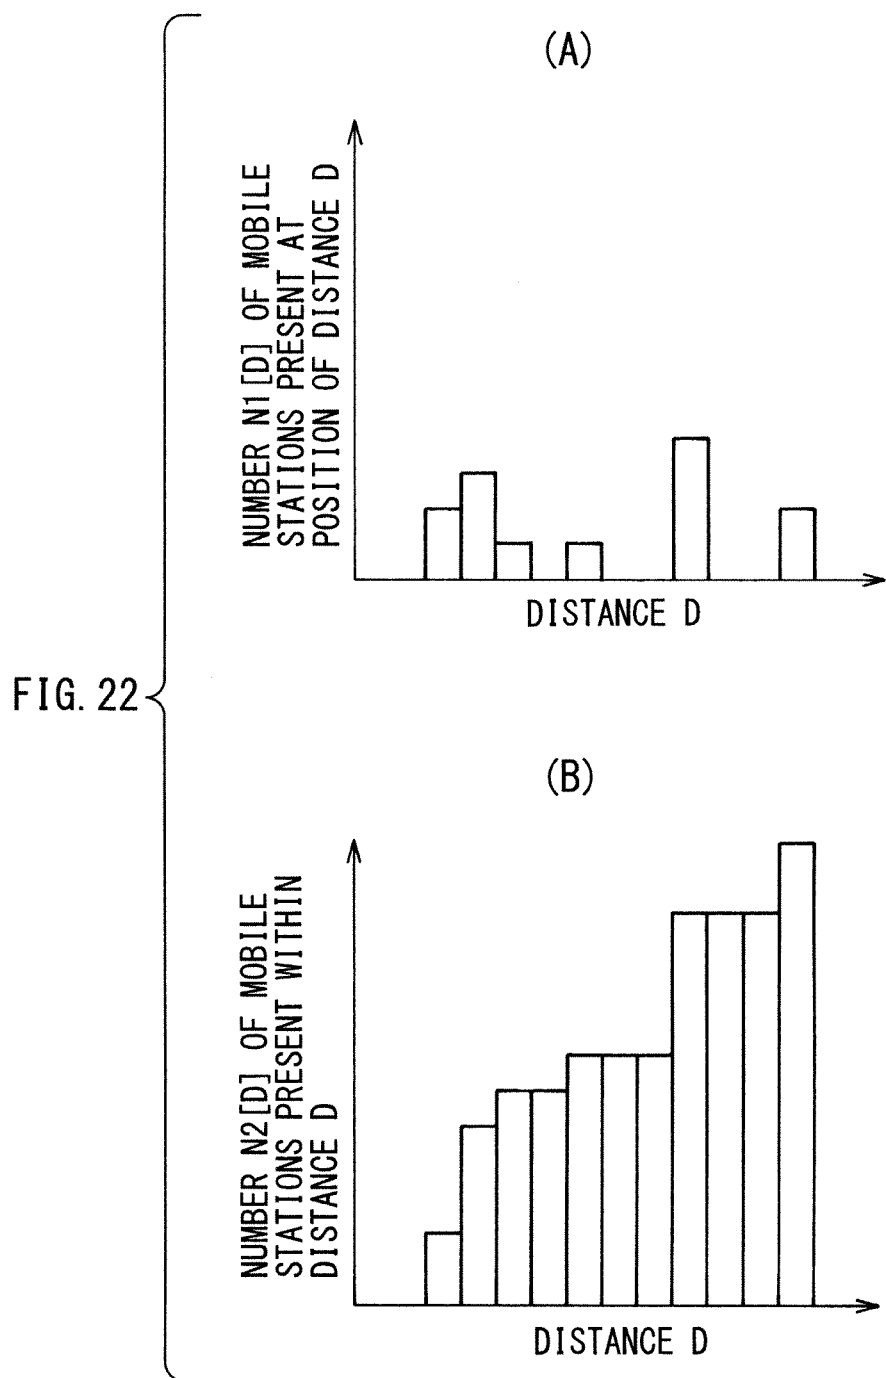 (A)
NUMBER N1[D] OF MOBILE
STATIONS PRESENT AT
POSITION OF DISTANCE D
DISTANCE D
FIG. 22
(B)
NUMBER N2[D] OF MOBILE
STATIONS PRESENT WITHIN
DISTANCE D
DISTANCE D